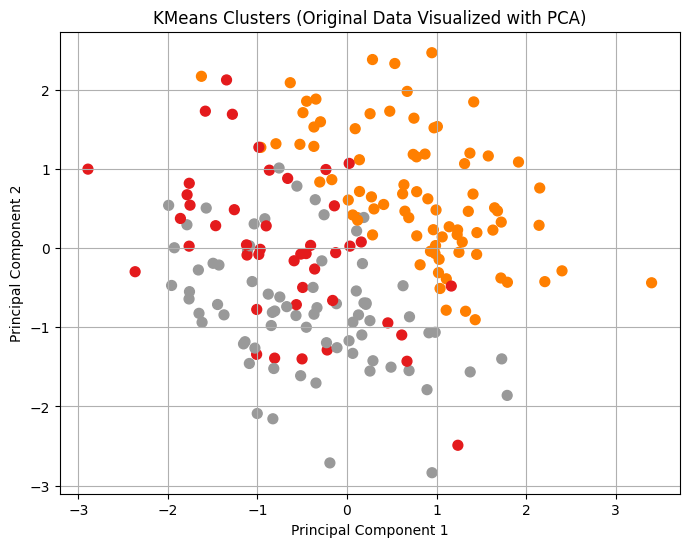 KMeans Clusters (Original Data Visualized with PCA)
Principal Component 2
2
1
0
−1
−2
−3
−3 −2 −1 0 1 2 3
Principal Component 1